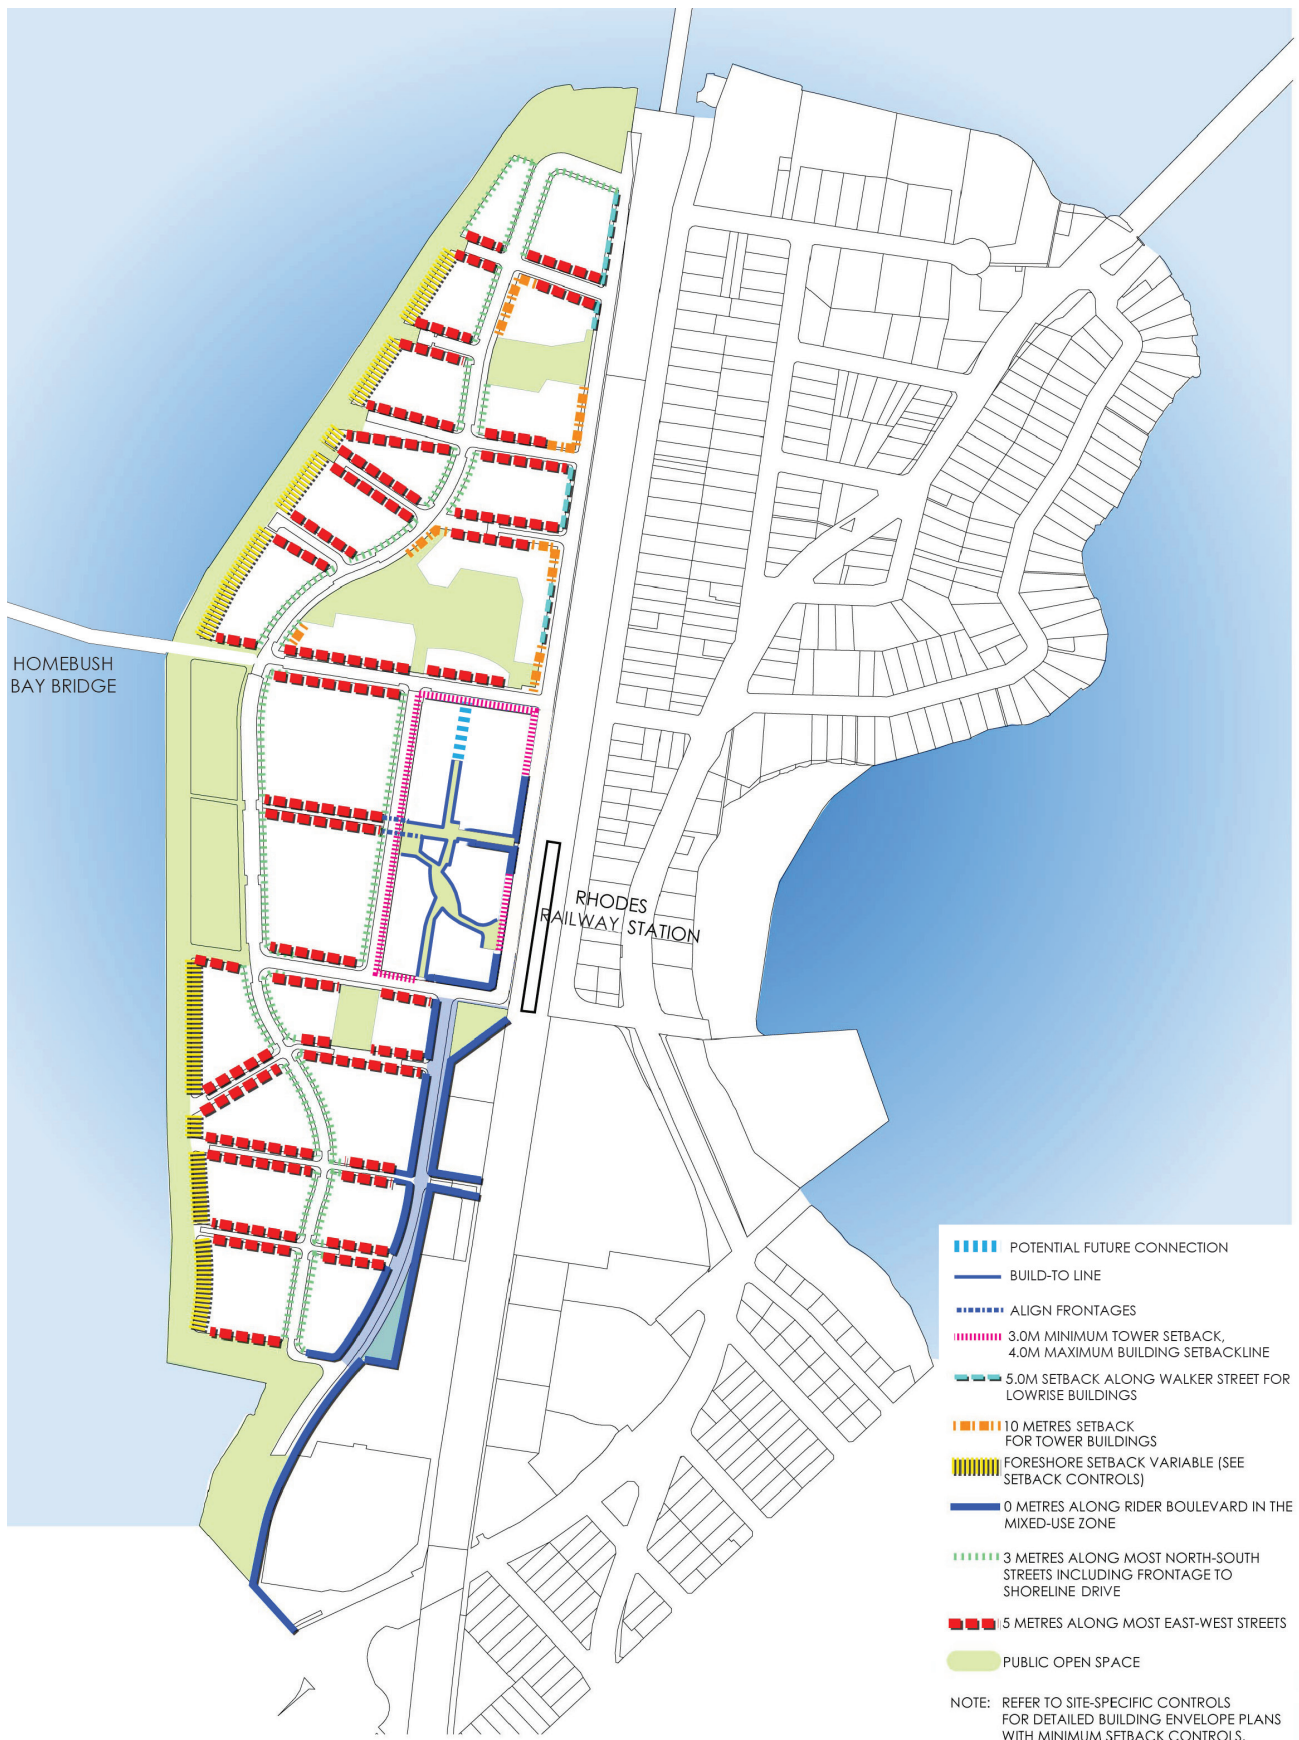 HOMEBUSH
BAY BRIDGE
RHODES
RAILWAY STATION
POTENTIAL FUTURE CONNECTION
BUILD-TO LINE
ALIGN FRONTAGES
3.0M MINIMUM TOWER SETBACK,
4.0M MAXIMUM BUILDING SETBACKLINE
5.0M SETBACK ALONG WALKER STREET FOR
LOWRISE BUILDINGS
10 METRES SETBACK
FOR TOWER BUILDINGS
FORESHORE SETBACK VARIABLE (SEE
SETBACK CONTROLS)
0 METRES ALONG RIDER BOULEVARD IN THE
MIXED-USE ZONE
3 METRES ALONG MOST NORTH-SOUTH
STREETS INCLUDING FRONTAGE TO
SHORELINE DRIVE
5 METRES ALONG MOST EAST-WEST STREETS
PUBLIC OPEN SPACE
NOTE: REFER TO SITE-SPECIFIC CONTROLS
FOR DETAILED BUILDING ENVELOPE PLANS
WITH MINIMUM SETBACK CONTROLS.